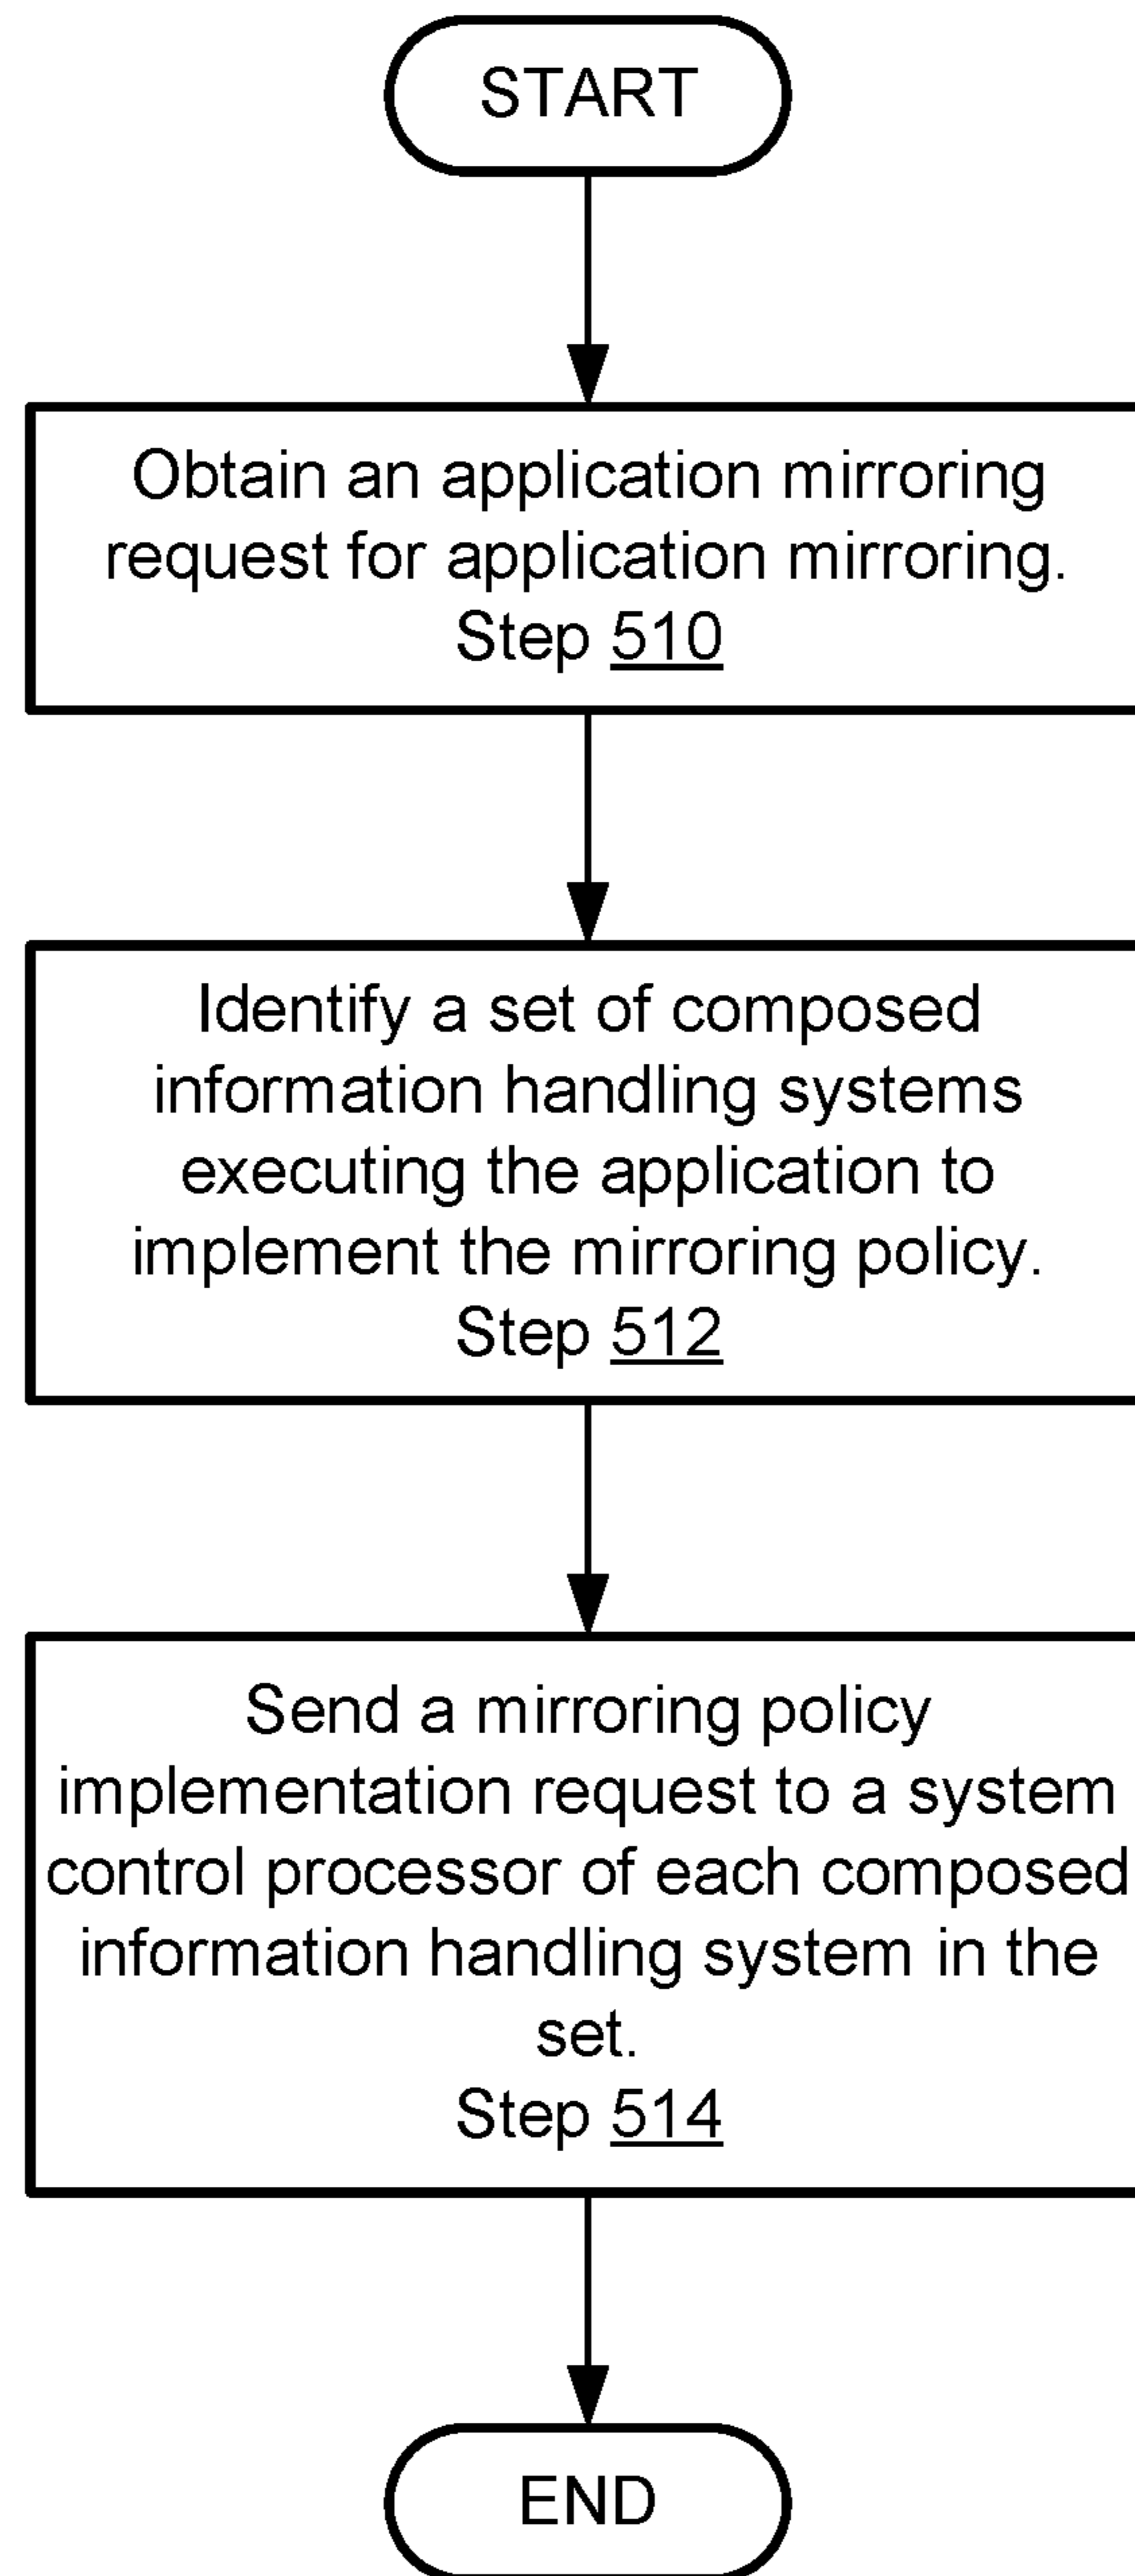 START
Obtain an application mirroring
request for application mirroring.
Step 510
Identify a set of composed
information handling systems
executing the application to
implement the mirroring policy.
Step 512
Send a mirroring policy
implementation request to a system
control processor of each composed
information handling system in the
set.
Step 514
END